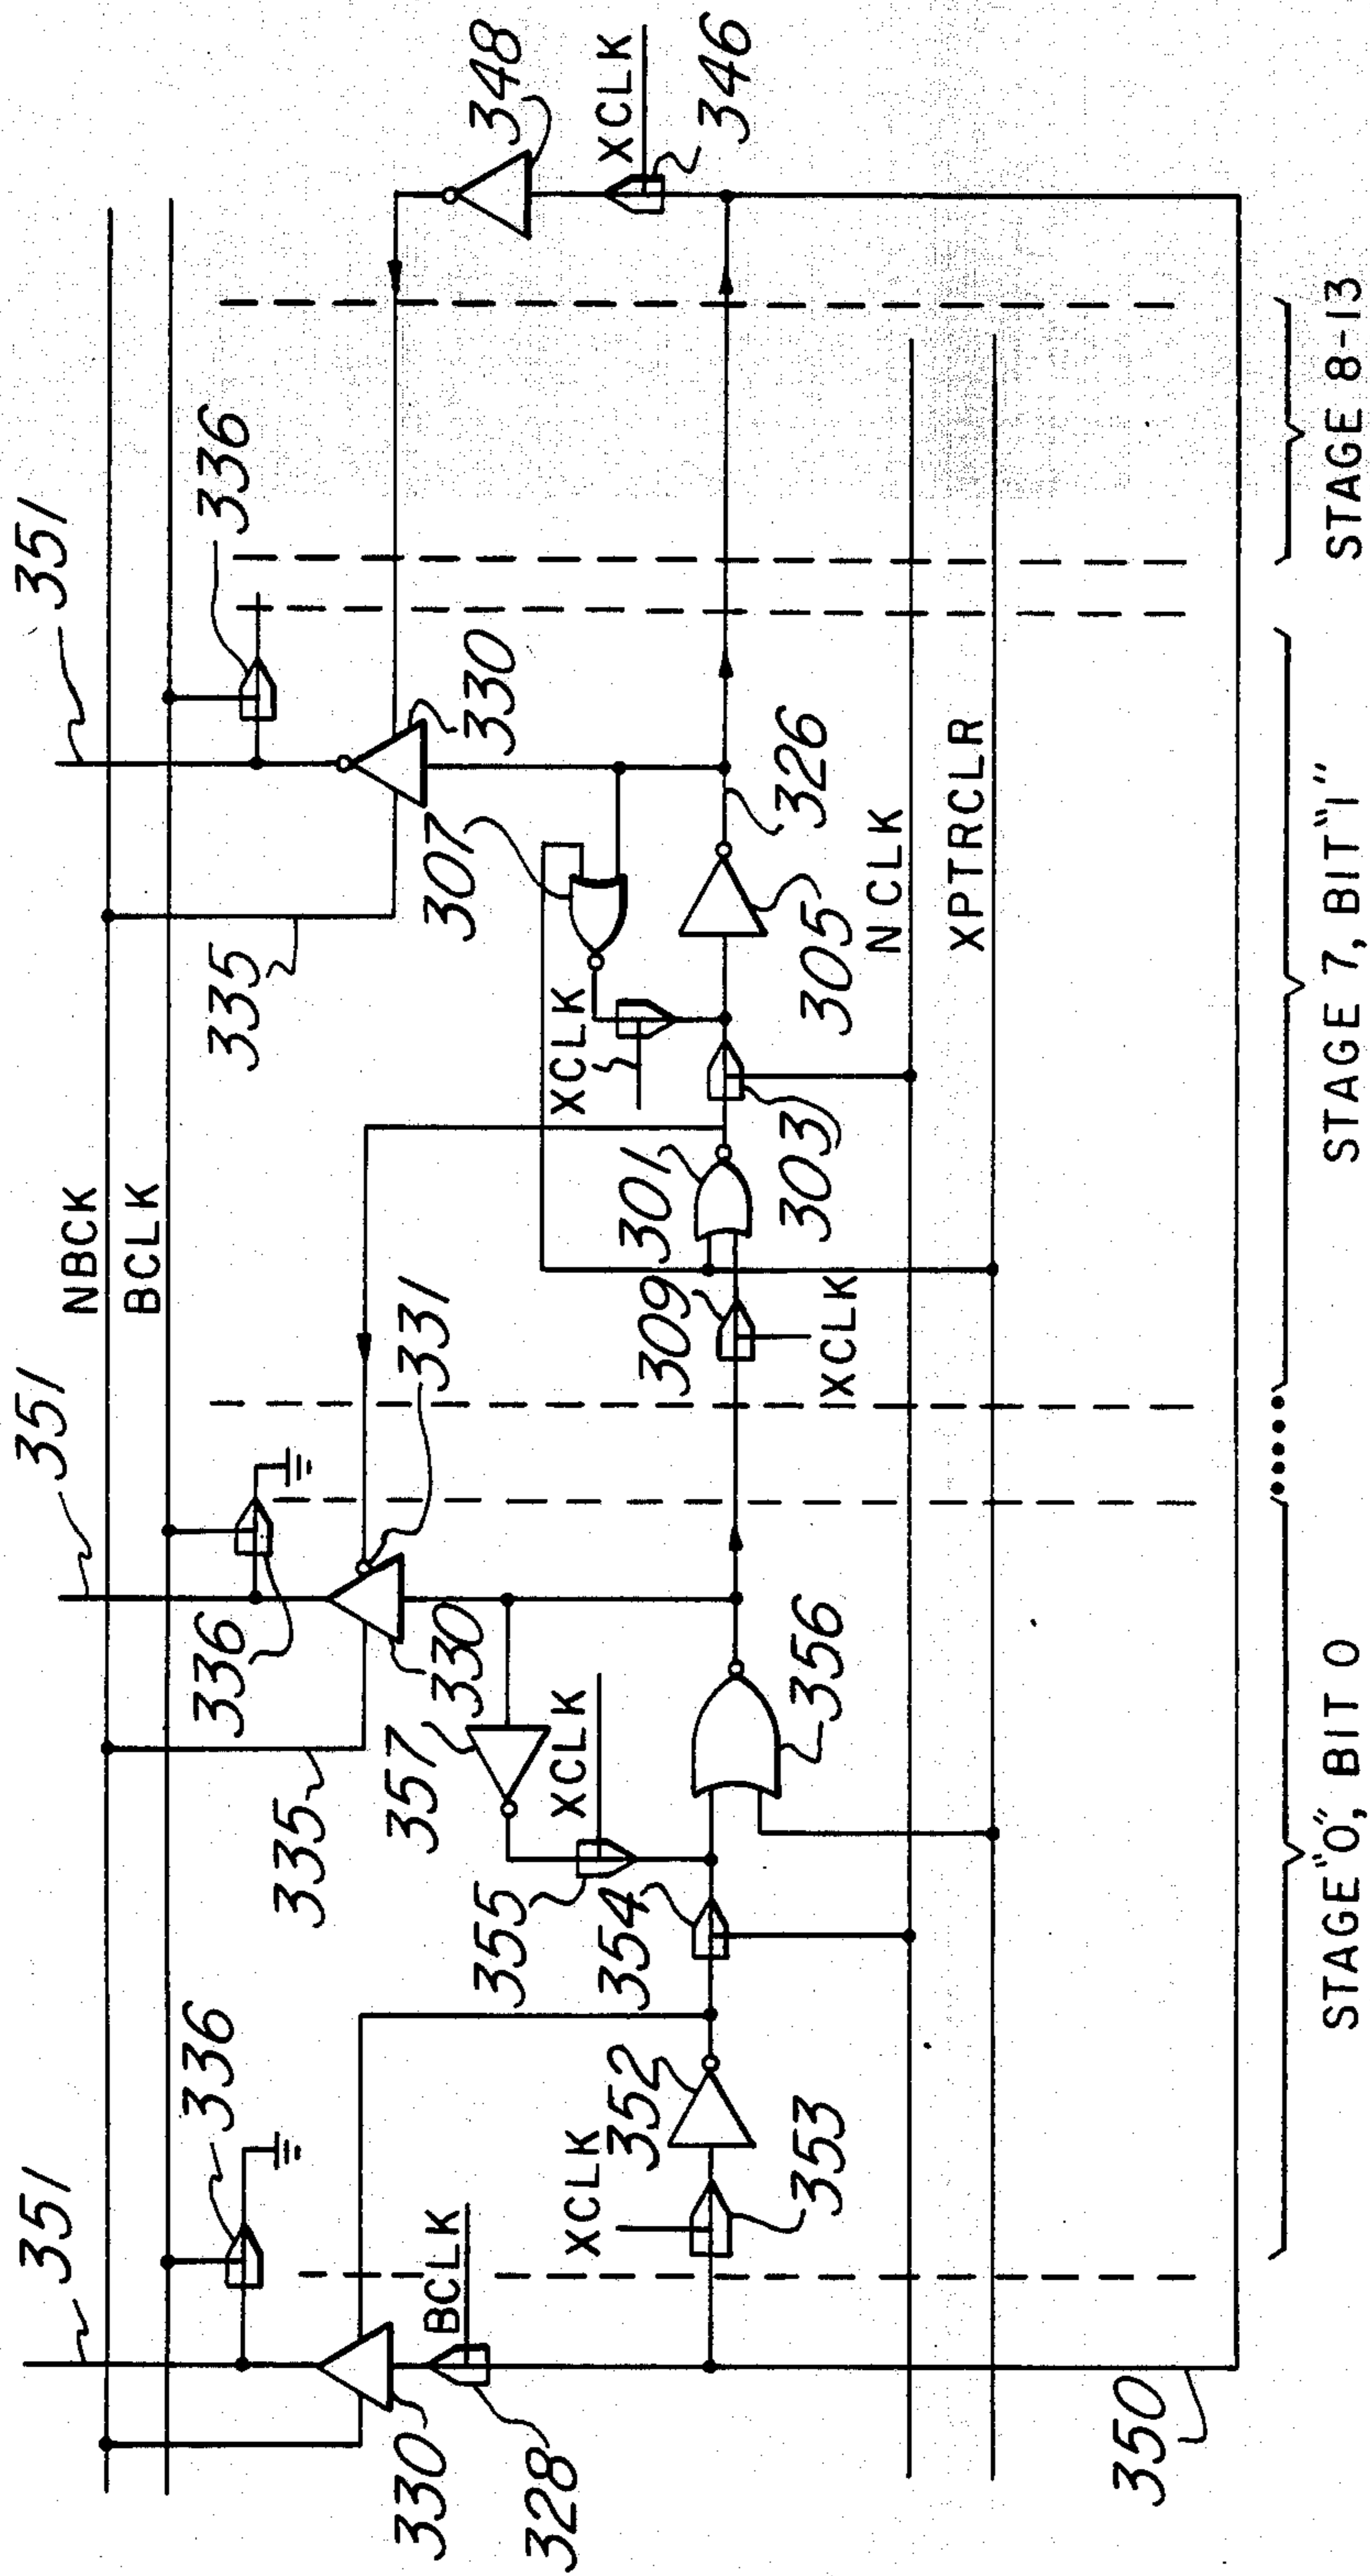 351
336
330
BCLK
328
XCLK
352
353
350
335
355
354
357
XCLK
356
330
336
331
351
NBCK
BCLK
309
XCLK
301
303
XCLK
307
305
326
NCLK
XPTRCLR
335
330
336
351
348
XCLK
346
STAGE "0", BIT 0
STAGE 7, BIT "1"
STAGE 8-13